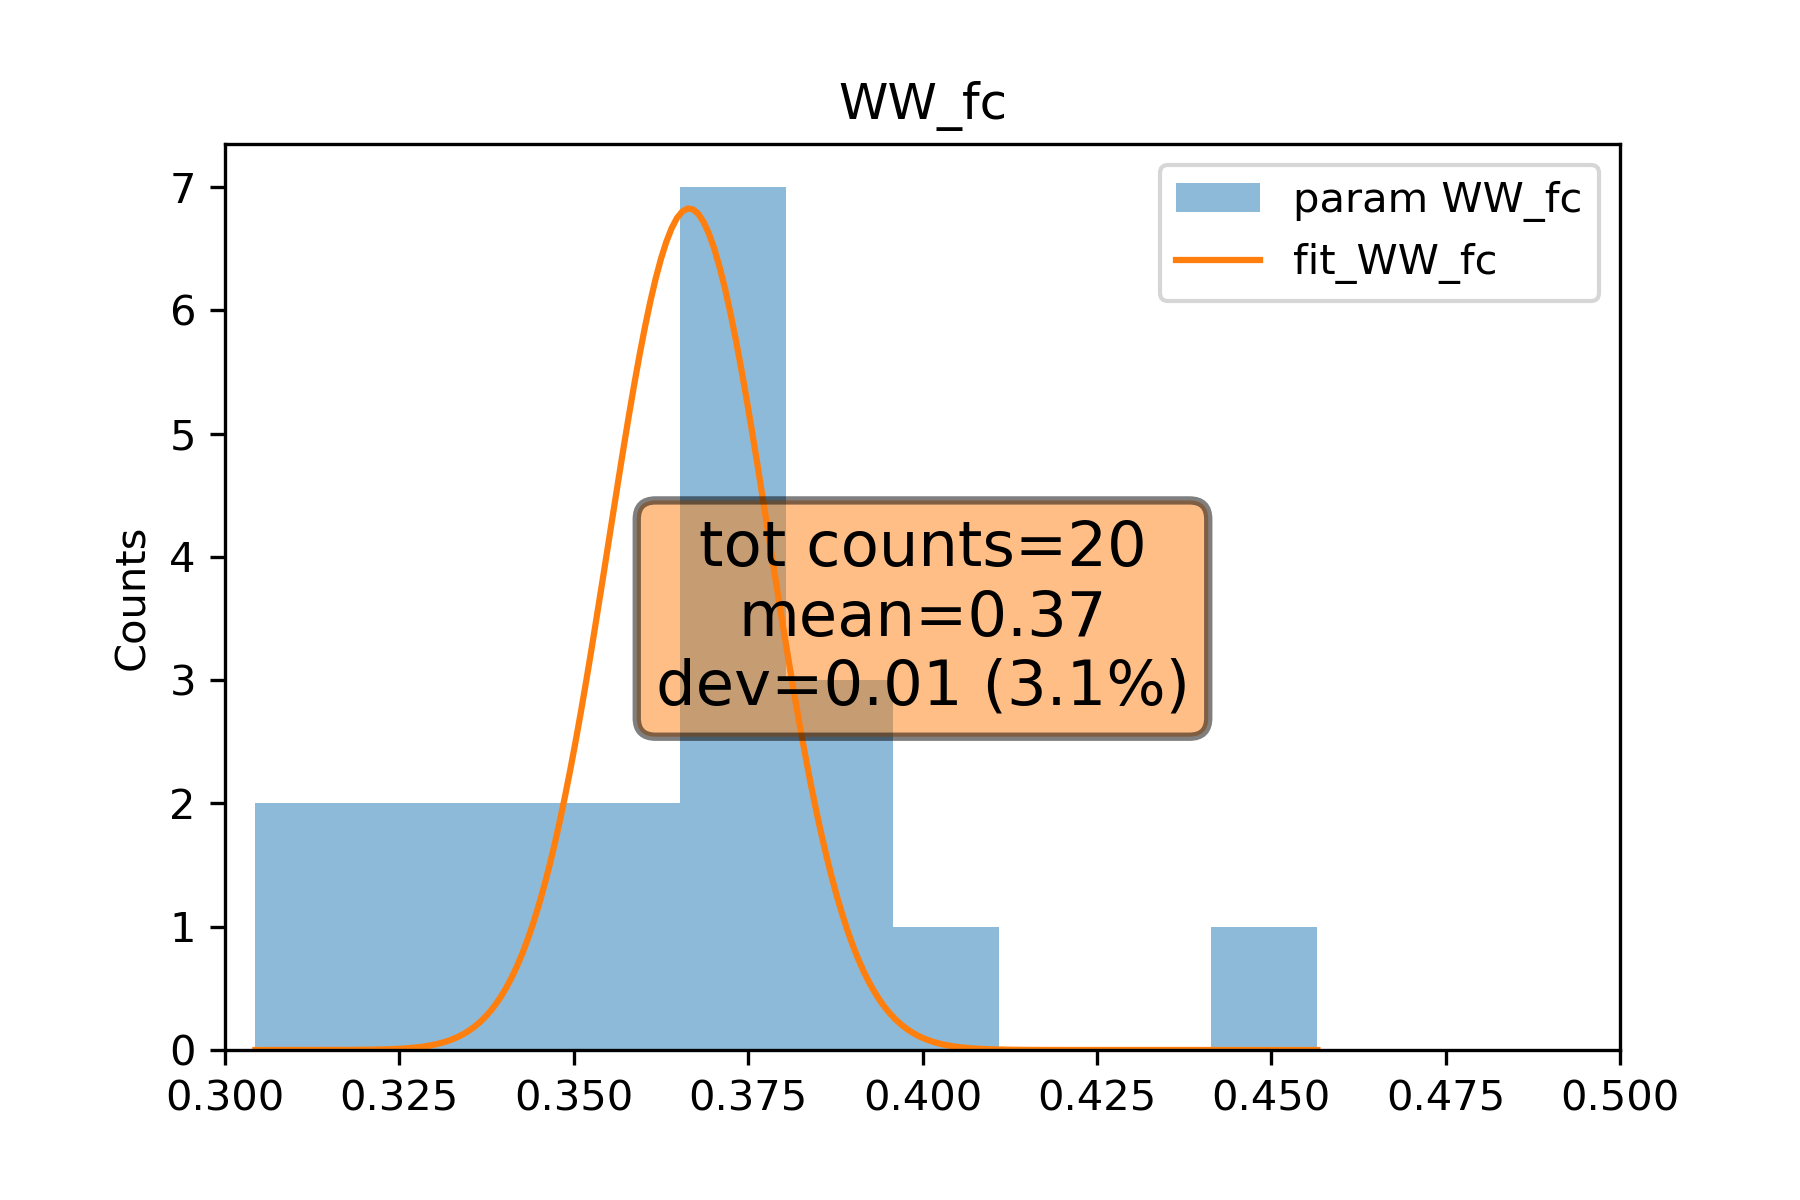 WW_fc
7
6
5
4
3
2
1
0
Counts
param WW_fc
fit_WW_fc
tot counts=20
mean=0.37
dev=0.01 (3.1%)
0.300 0.325 0.350 0.375 0.400 0.425 0.450 0.475 0.500